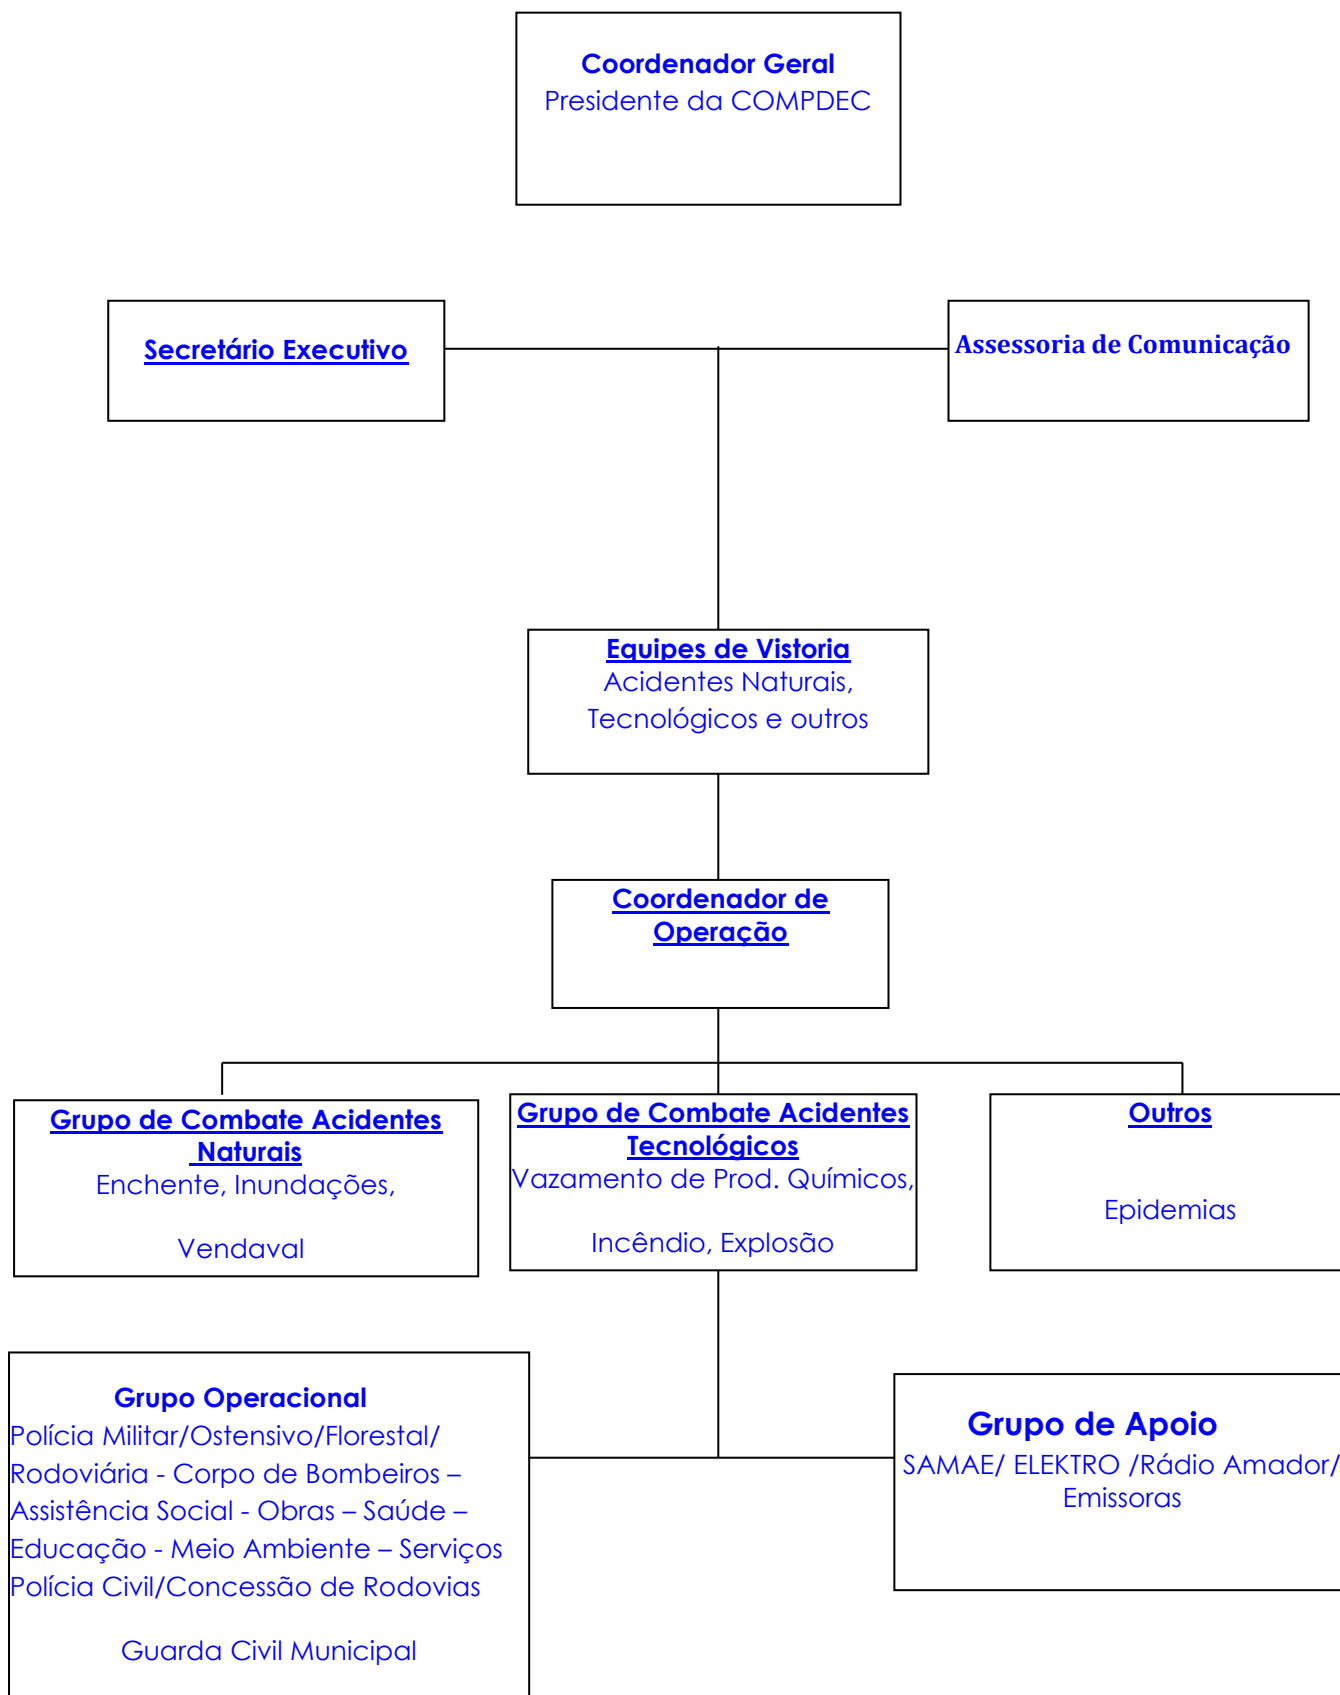 Coordenador Geral
Presidente da COMPDEC
Secretário Executivo
Assessoria de Comunicação
Equipes de Vistoria
Acidentes Naturais,
Tecnológicos e outros
Coordenador de
Operação
Grupo de Combate Acidentes
Naturais
Enchente, Inundações,
Vendaval
Grupo de Combate Acidentes
Tecnológicos
Vazamento de Prod. Químicos,
Incêndio, Explosão
Outros
Epidemias
Grupo Operacional
Polícia Militar/Ostensivo/Florestal/
Rodoviária - Corpo de Bombeiros –
Assistência Social - Obras – Saúde –
Educação - Meio Ambiente – Serviços
Polícia Civil/Concessão de Rodovias
Guarda Civil Municipal
Grupo de Apoio
SAMAE/ ELEKTRO /Rádio Amador/
Emissoras